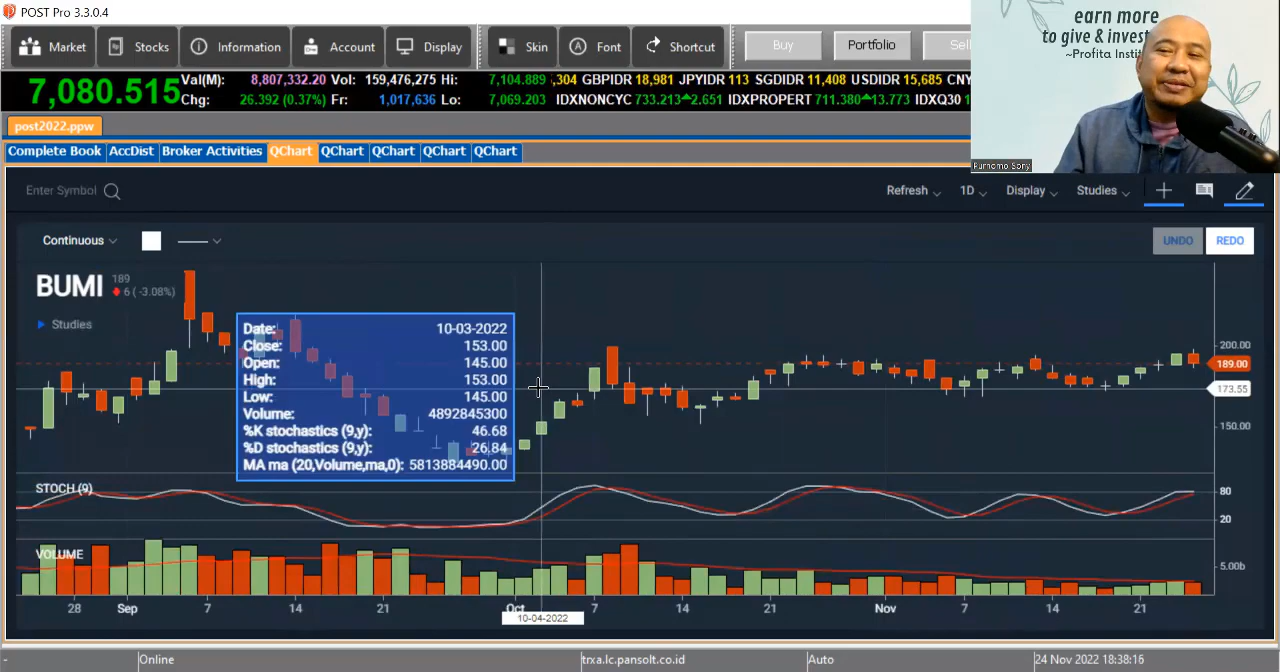 POST Pro 3.3.0.4
Market Stocks Information Account Display Skin Font Shortcut Buy Portfolio Sell
earn more
to give & invest
~Profita Insti
7,080.515 Val(M): 8,807,332.20 Vol: 159,476,275 Hi: 7,104.889 ,304 GBPIDR 18,981 JPYIDR 113 SGDIDR 11,408 USDIDR 15,685 CNY
Chg: 26.392 (0.37%) Fr: 1,017,636 Lo: 7,069.203 IDXNONCYC 733.213 2.651 IDXPROPERT 711.380 13.773 IDXQ30 1
post2022.ppw
Complete Book AccDist Broker Activities QChart QChart QChart QChart QChart
Purnomo Sony
Enter Symbol Refresh 1D Display Studies
Continuous UNDO REDO
BUMI 189
6 (-3.08%)
Studies
Date: 10-03-2022
Close: 153.00
Open: 145.00
High: 153.00
Low: 145.00
Volume: 4892845300
%K stochastics (9,y): 46.68
%D stochastics (9,y): 26.84
MA ma (20,Volume,ma,0): 5813884490.00
200.00
189.00
173.55
150.00
STOCH (9)
80
20
VOLUME
5.00b
28 Sep 7 14 21 Oct 7 14 21 Nov 7 14 21
10-04-2022
- Online trxa.lc.pansolt.co.id Auto 24 Nov 2022 18:38:16